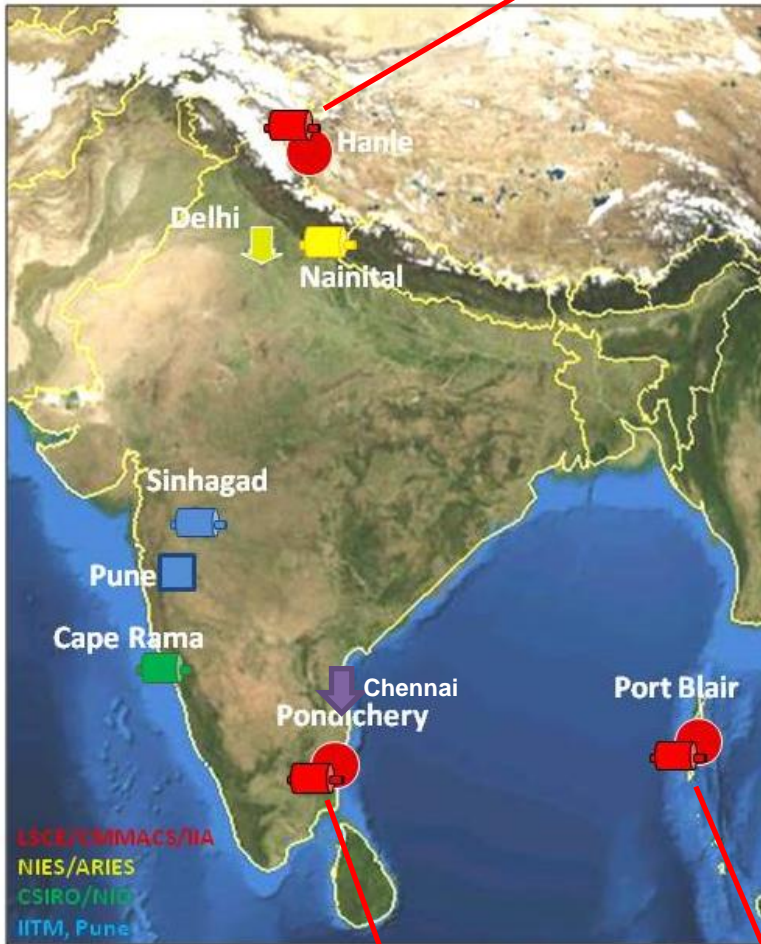 Hanle
Delhi
Nainital
Sinhagad
Pune
Cape Rama
Chennai
Port Blair
Pondichery
LSCE/CMMACS/IIA
NIES/ARIES
CSIRO/NIO
IITM, Pune